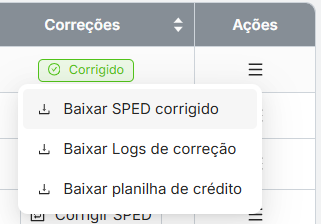 Correções Ações
Corrigido
Baixar SPED corrigido
Baixar Logs de correção
Baixar planilha de crédito
Corrigir SPED